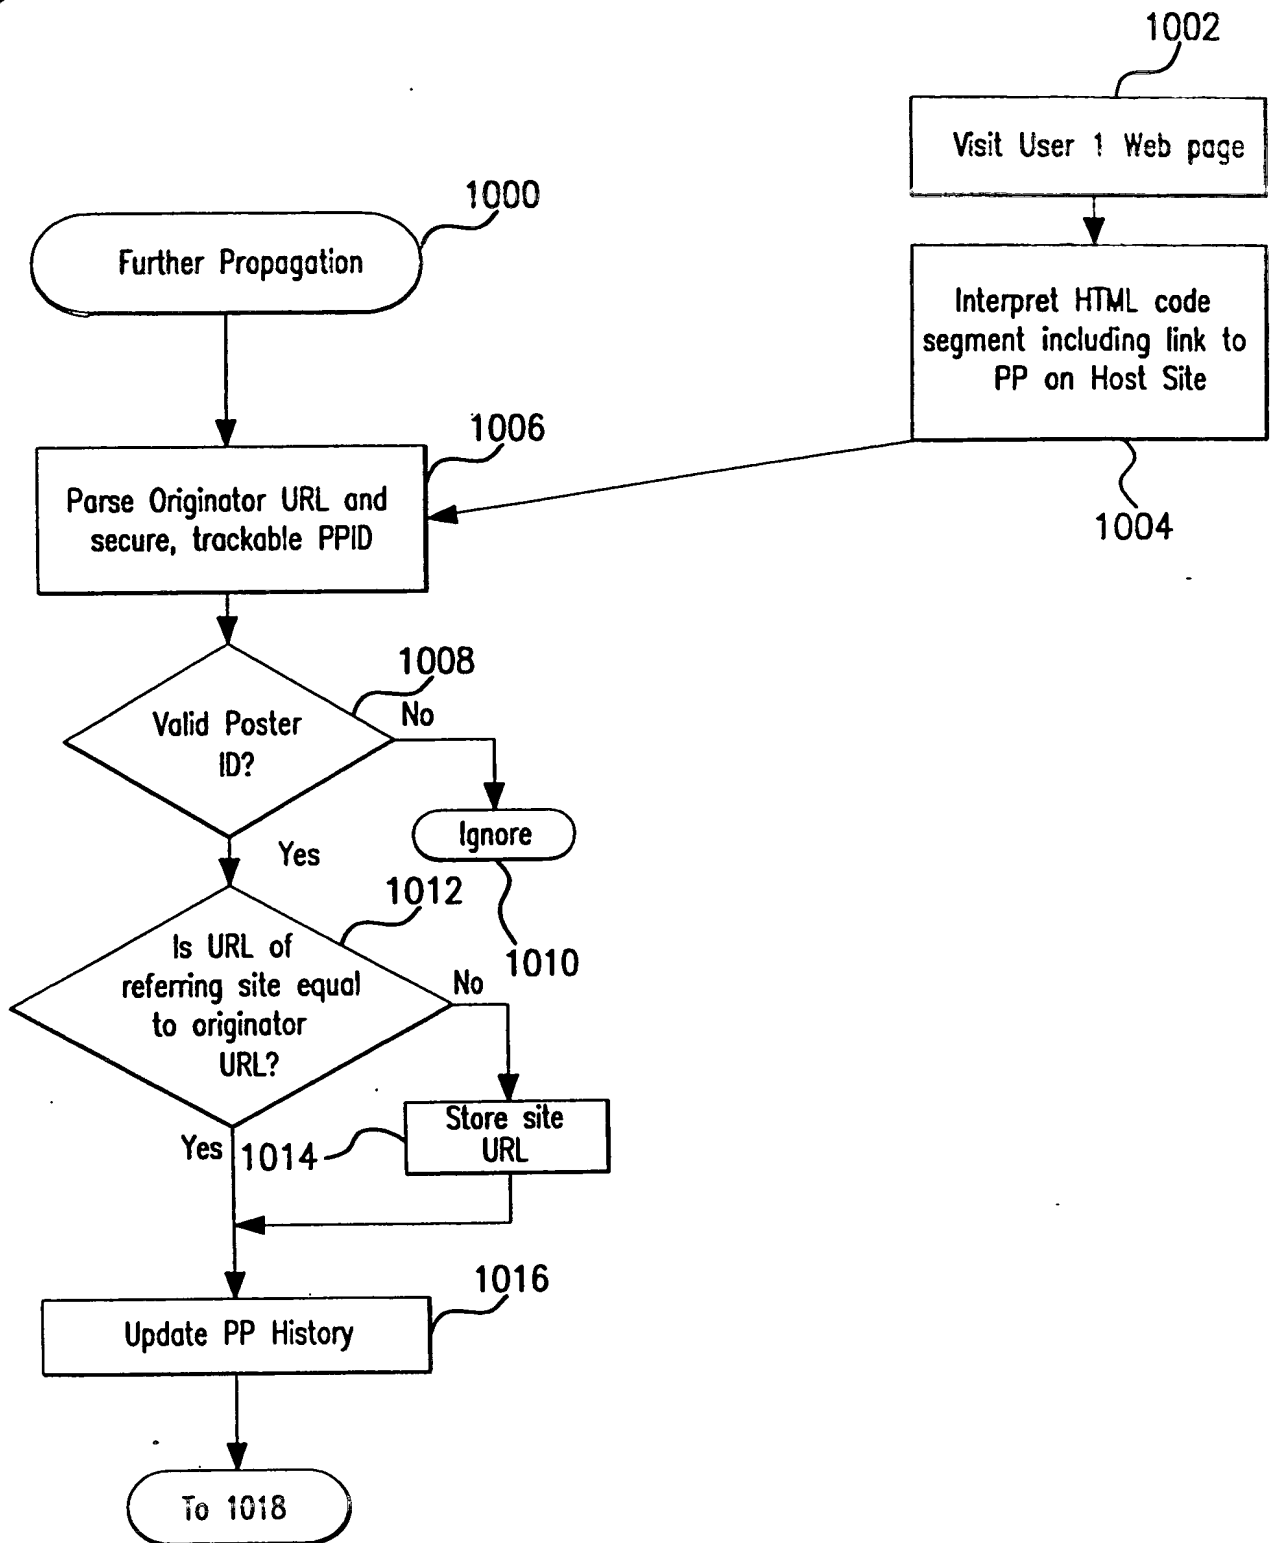 1002
Visit User 1 Web page
1000
Further Propagation
Interpret HTML code
segment including link to
PP on Host Site
1004
1006
Parse Originator URL and
secure, trackable PPID
1008
Valid Poster
ID?
No
Ignore
1010
Yes
1012
Is URL of
referring site equal
to originator
URL?
No
Store site
URL
1014
Yes
1016
Update PP History
To 1018